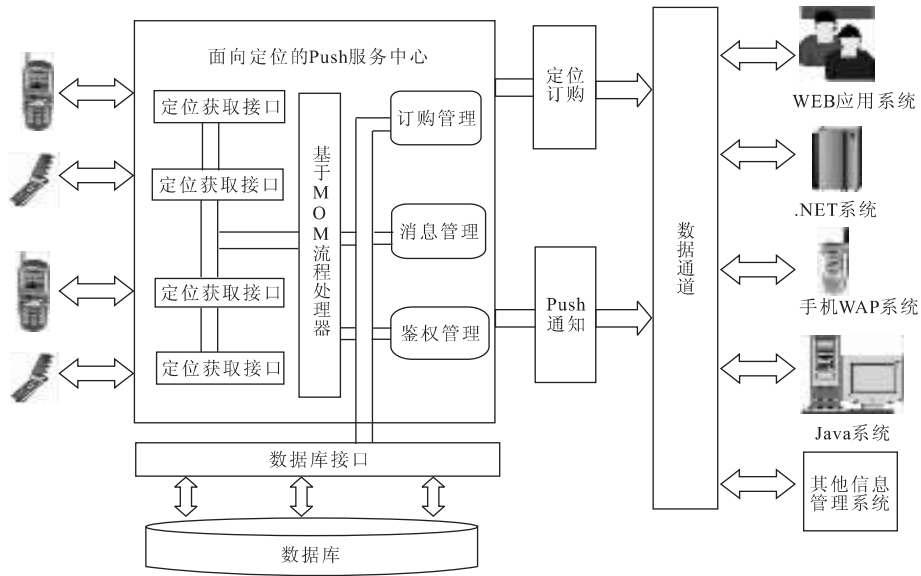 面向定位的Push服务中心
定位获取接口
定位获取接口
定位获取接口
定位获取接口
基于MOM流程处理器
订购管理
消息管理
鉴权管理
定位
订购
Push
通知
数据通道
WEB应用系统
.NET系统
手机WAP系统
Java系统
其他信息
管理系统
数据库接口
数据库